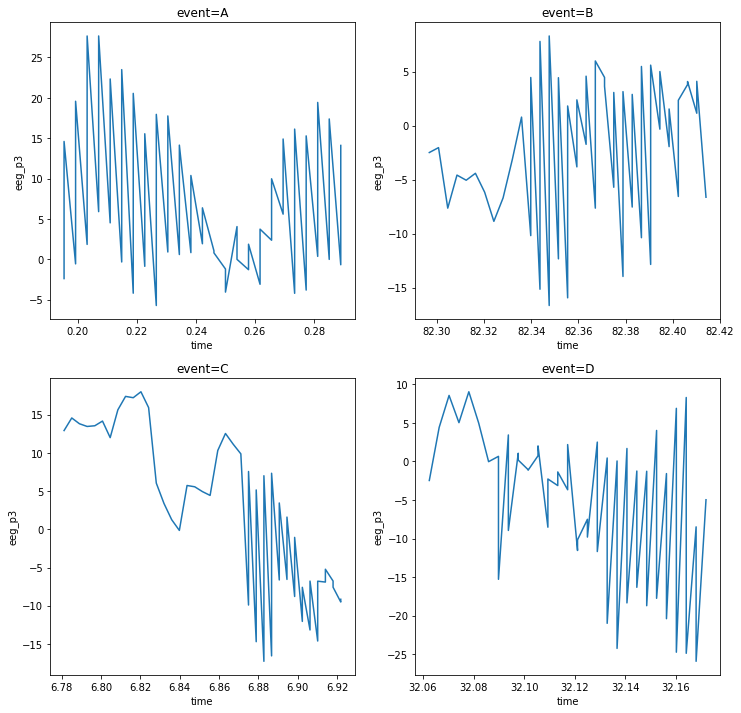 event=A
eeg_p3
25
20
15
10
5
0
−5
0.20 0.22 0.24 0.26 0.28
time
event=B
eeg_p3
5
0
−5
−10
−15
82.30 82.32 82.34 82.36 82.38 82.40 82.42
time
event=C
eeg_p3
15
10
5
0
−5
−10
−15
6.78 6.80 6.82 6.84 6.86 6.88 6.90 6.92
time
event=D
eeg_p3
10
5
0
−5
−10
−15
−20
−25
32.06 32.08 32.10 32.12 32.14 32.16
time